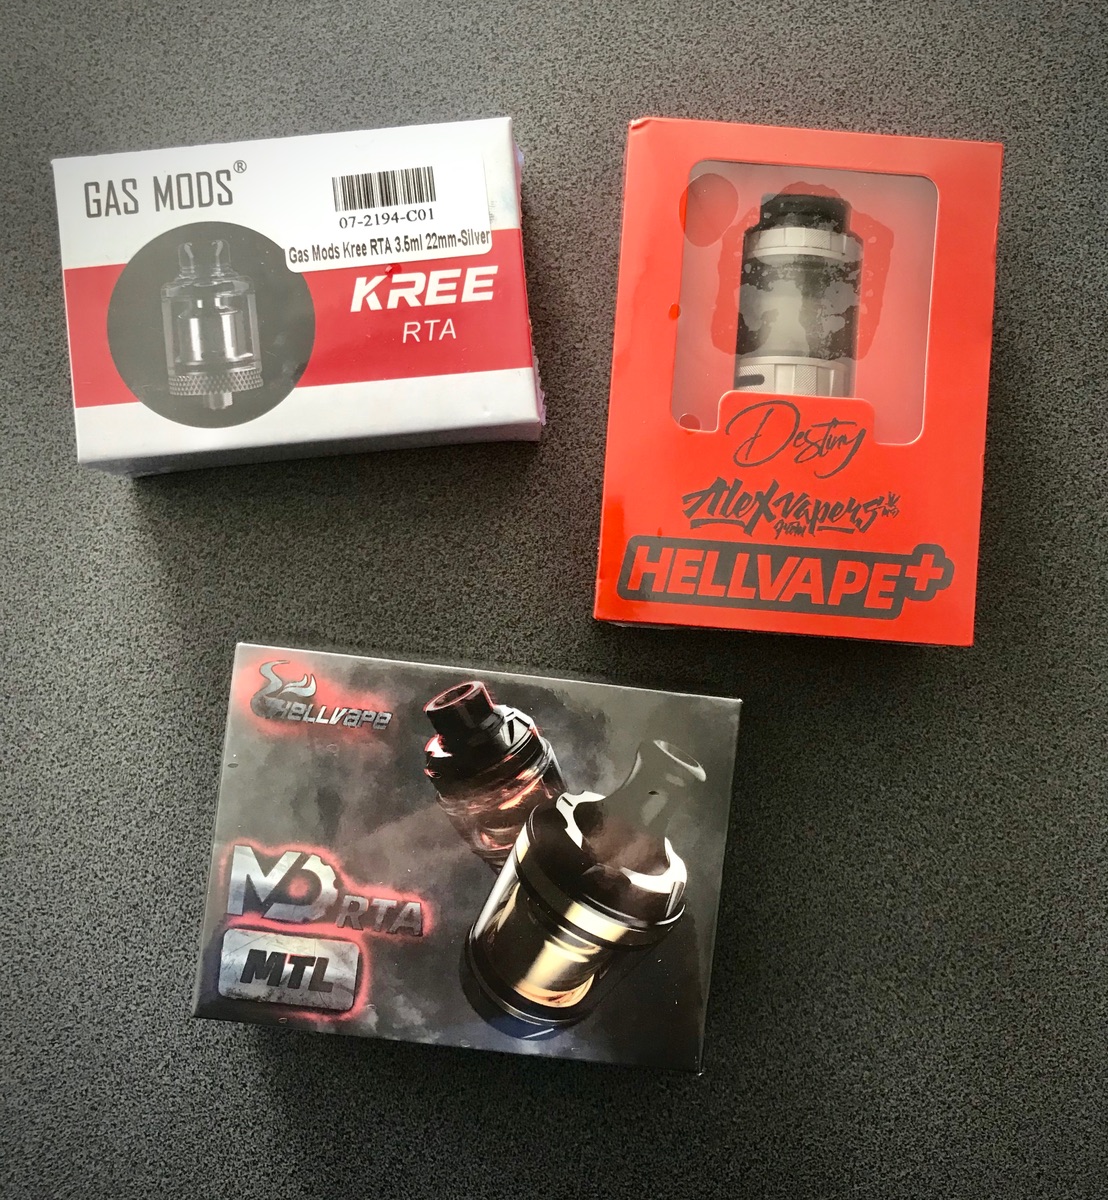 GAS MODS®
07-2194-C01
Gas Mods Kree RTA 3.5ml 22mm-Silver
KREE
RTA
Destiny
Alexvapers
HELLVAPE+
HELLVAPE
MD RTA
MTL